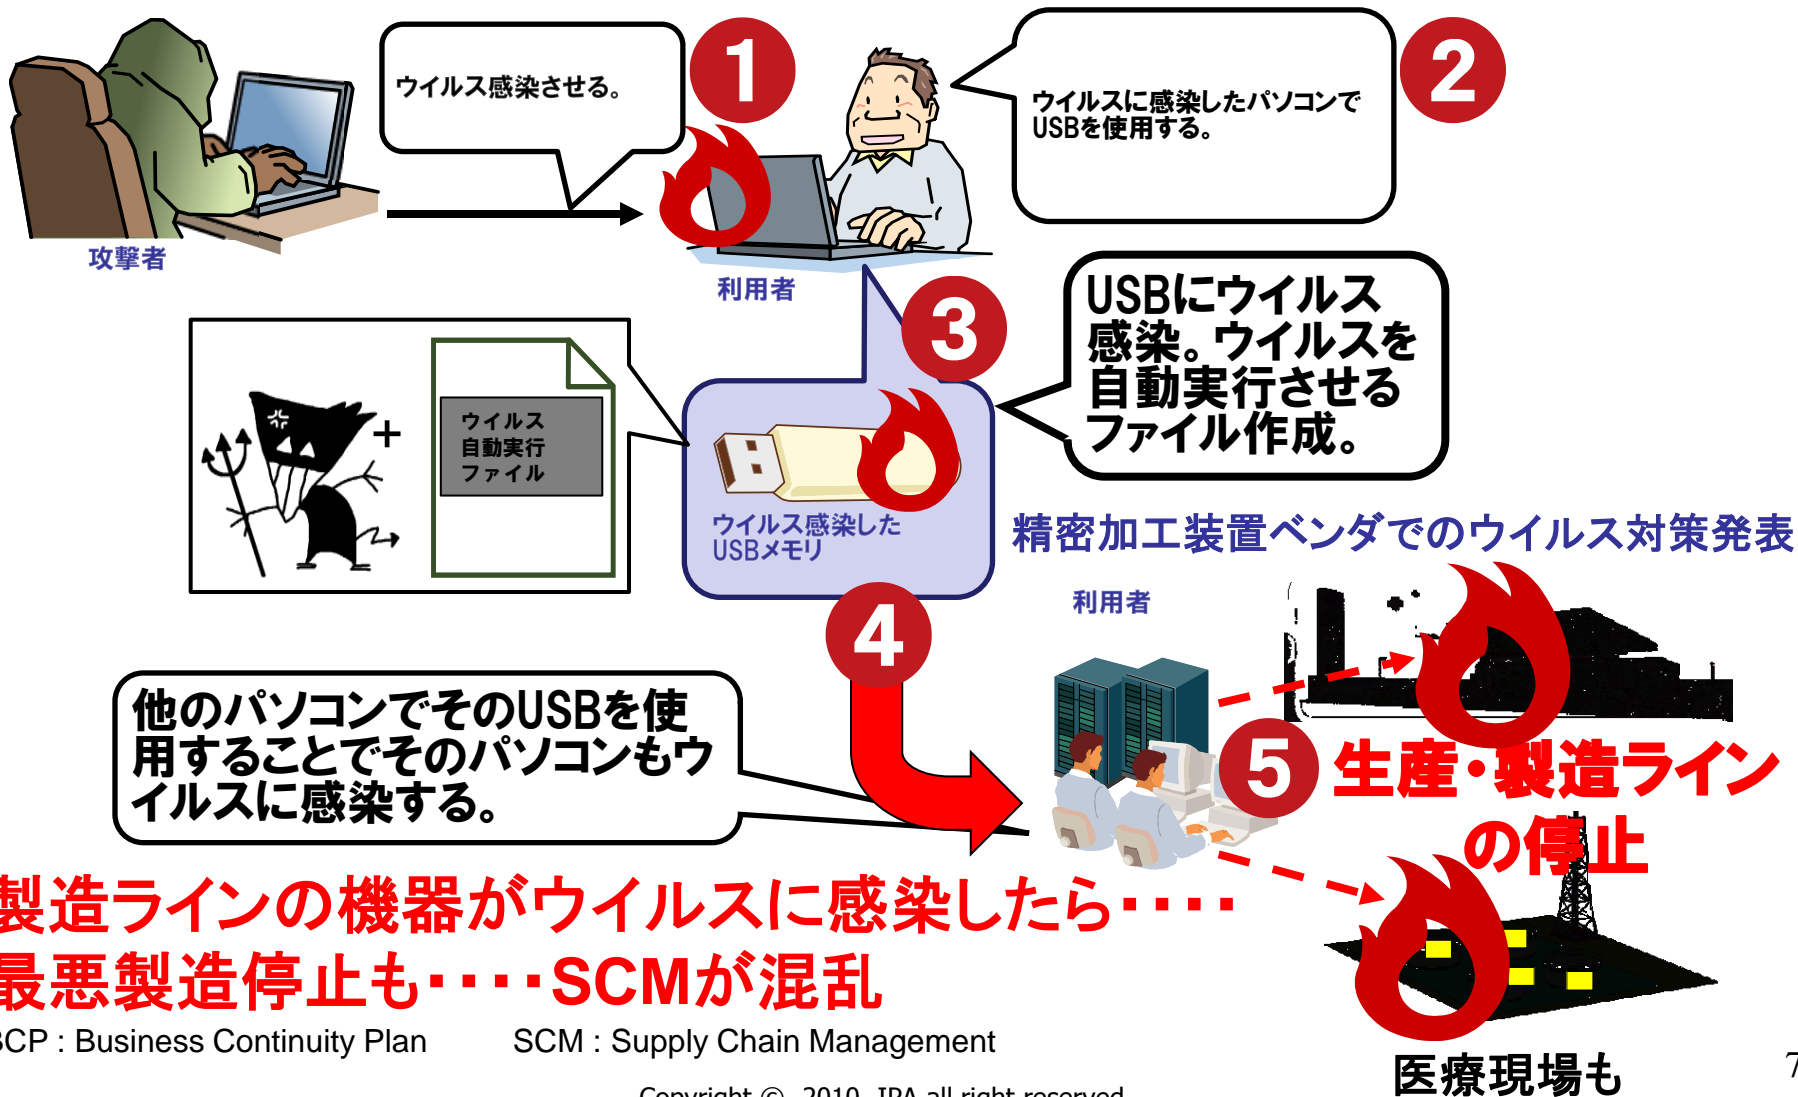 ウイルス感染させる。
1
2
ウイルスに感染したパソコンで
USBを使用する。
攻撃者
利用者
3
USBにウイルス
感染。ウイルスを
自動実行させる
ファイル作成。
+
ウイルス
自動実行
ファイル
ウイルス感染した
USBメモリ
精密加工装置ベンダでのウイルス対策発表
利用者
4
他のパソコンでそのUSBを使
用することでそのパソコンもウ
イルスに感染する。
5
生産・製造ライン
の停止
製造ラインの機器がウイルスに感染したら・・・・
最悪製造停止も・・・・SCMが混乱
BCP : Business Continuity Plan SCM : Supply Chain Management
医療現場も
7
Copyright © 2010 IPA all right reserved